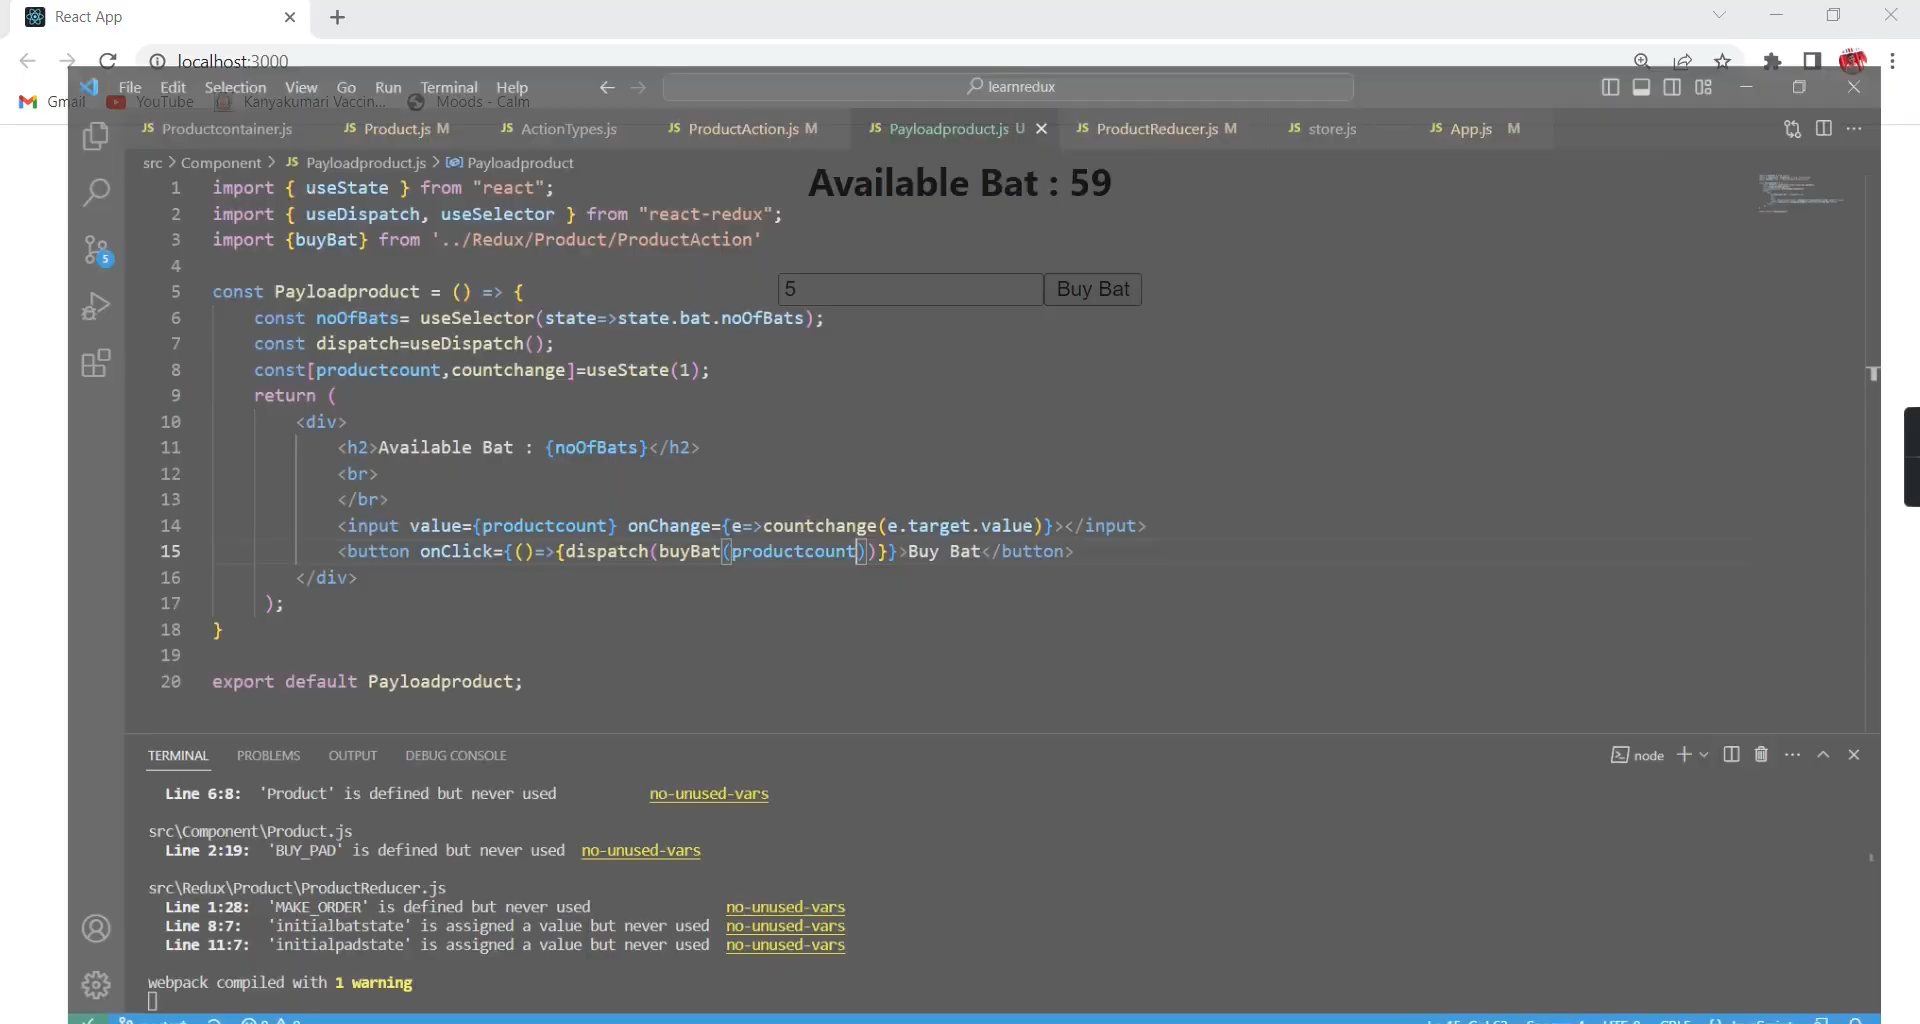 React App
localhost:3000
File Edit Selection View Go Run Terminal Help learnredux
Gmail YouTube Kanyakumari Vaccin... Moods - Calm
JS Productcontainer.js JS Product.js M JS ActionTypes.js JS ProductAction.js M JS Payloadproduct.js U JS ProductReducer.js M JS store.js JS App.js M
src > Component > JS Payloadproduct.js > Payloadproduct
Available Bat : 59
1 import { useState } from "react";
2 import { useDispatch, useSelector } from "react-redux";
3 import {buyBat} from '../Redux/Product/ProductAction'
4
5 Buy Bat
5 const Payloadproduct = () => {
6 const noOfBats= useSelector(state=>state.bat.noOfBats);
7 const dispatch=useDispatch();
8 const[productcount,countchange]=useState(1);
9 return (
10 <div>
11 <h2>Available Bat : {noOfBats}</h2>
12 <br>
13 </br>
14 <input value={productcount} onChange={e=>countchange(e.target.value)}></input>
15 <button onClick={()=>{dispatch(buyBat(productcount))}}>Buy Bat</button>
16 </div>
17 );
18 }
19
20 export default Payloadproduct;
5
TERMINAL PROBLEMS OUTPUT DEBUG CONSOLE node
Line 6:8: 'Product' is defined but never used no-unused-vars
src\Component\Product.js
Line 2:19: 'BUY_PAD' is defined but never used no-unused-vars
src\Redux\Product\ProductReducer.js
Line 1:28: 'MAKE_ORDER' is defined but never used no-unused-vars
Line 8:7: 'initialbatstate' is assigned a value but never used no-unused-vars
Line 11:7: 'initialpadstate' is assigned a value but never used no-unused-vars
webpack compiled with 1 warning